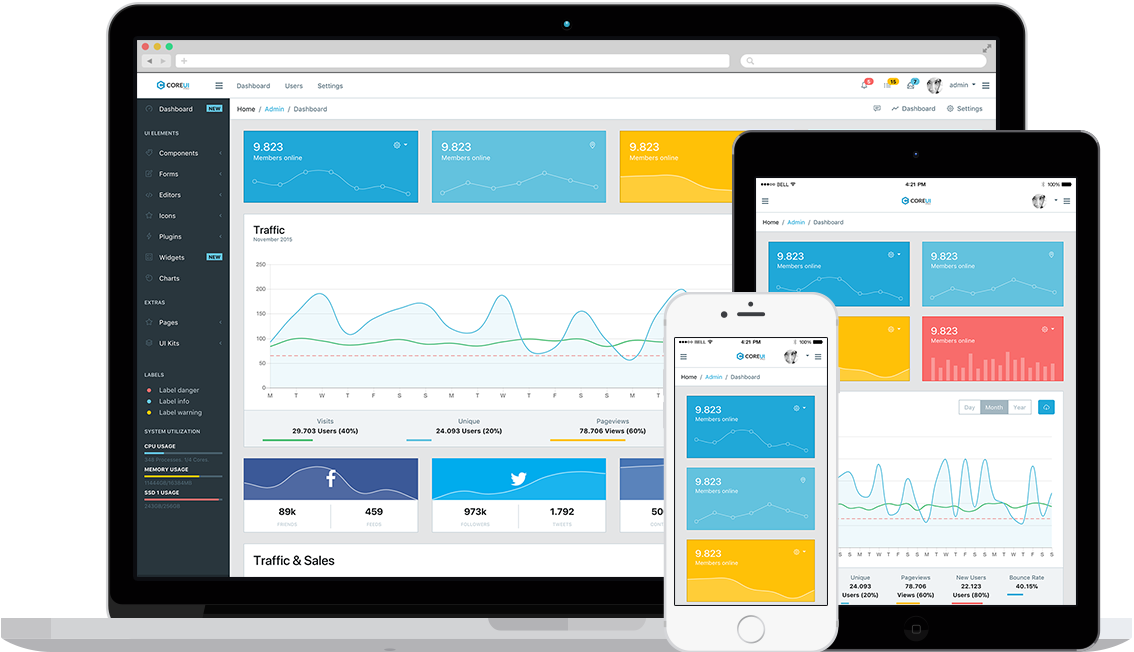 COREUI
Dashboard
Users
Settings
5
15
7
admin
Dashboard
NEW
Home / Admin / Dashboard
Dashboard
Settings
UI ELEMENTS
Components
Forms
Editors
Icons
Plugins
Widgets
NEW
Charts
EXTRAS
Pages
UI Kits
LABELS
Label danger
Label info
Label warning
SYSTEM UTILIZATION
CPU USAGE
348 Processes. 1/4 Cores.
MEMORY USAGE
11444GB/16384MB
SSD 1 USAGE
243GB/256GB
9.823
Members online
9.823
Members online
9.823
Members online
Traffic
November 2015
250
200
150
100
50
0
M T W T F S S M T W T F S S M
Visits
29.703 Users (40%)
Unique
24.093 Users (20%)
Pageviews
78.706 Views (60%)
89k
FRIENDS
459
FEEDS
973k
FOLLOWERS
1.792
TWEETS
Traffic & Sales
BELL
4:21 PM
100%
COREUI
Home / Admin / Dashboard
9.823
Members online
9.823
Members online
9.823
Members online
Day
Month
Year
S S M T W T F S S M T W T F S S M T W T F S S
Unique
24.093
Users (20%)
Pageviews
78.706
Views (60%)
New Users
22.123
Users (80%)
Bounce Rate
40.15%
BELL
4:21 PM
100%
COREUI
Home / Admin / Dashboard
9.823
Members online
9.823
Members online
9.823
Members online